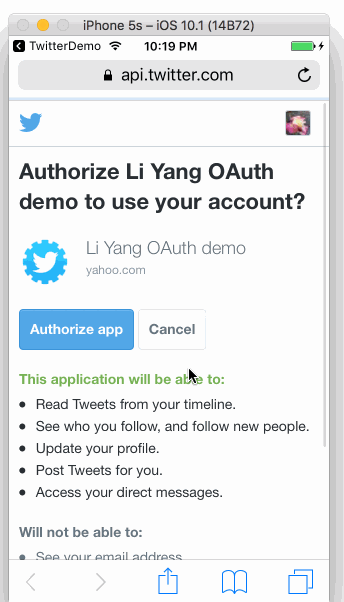 iPhone 5s – iOS 10.1 (14B72)
TwitterDemo 10:19 PM
api.twitter.com
Authorize Li Yang OAuth
demo to use your account?
Li Yang OAuth demo
yahoo.com
Authorize app Cancel
This application will be able to:
• Read Tweets from your timeline.
• See who you follow, and follow new people.
• Update your profile.
• Post Tweets for you.
• Access your direct messages.
Will not be able to:
• See your email address